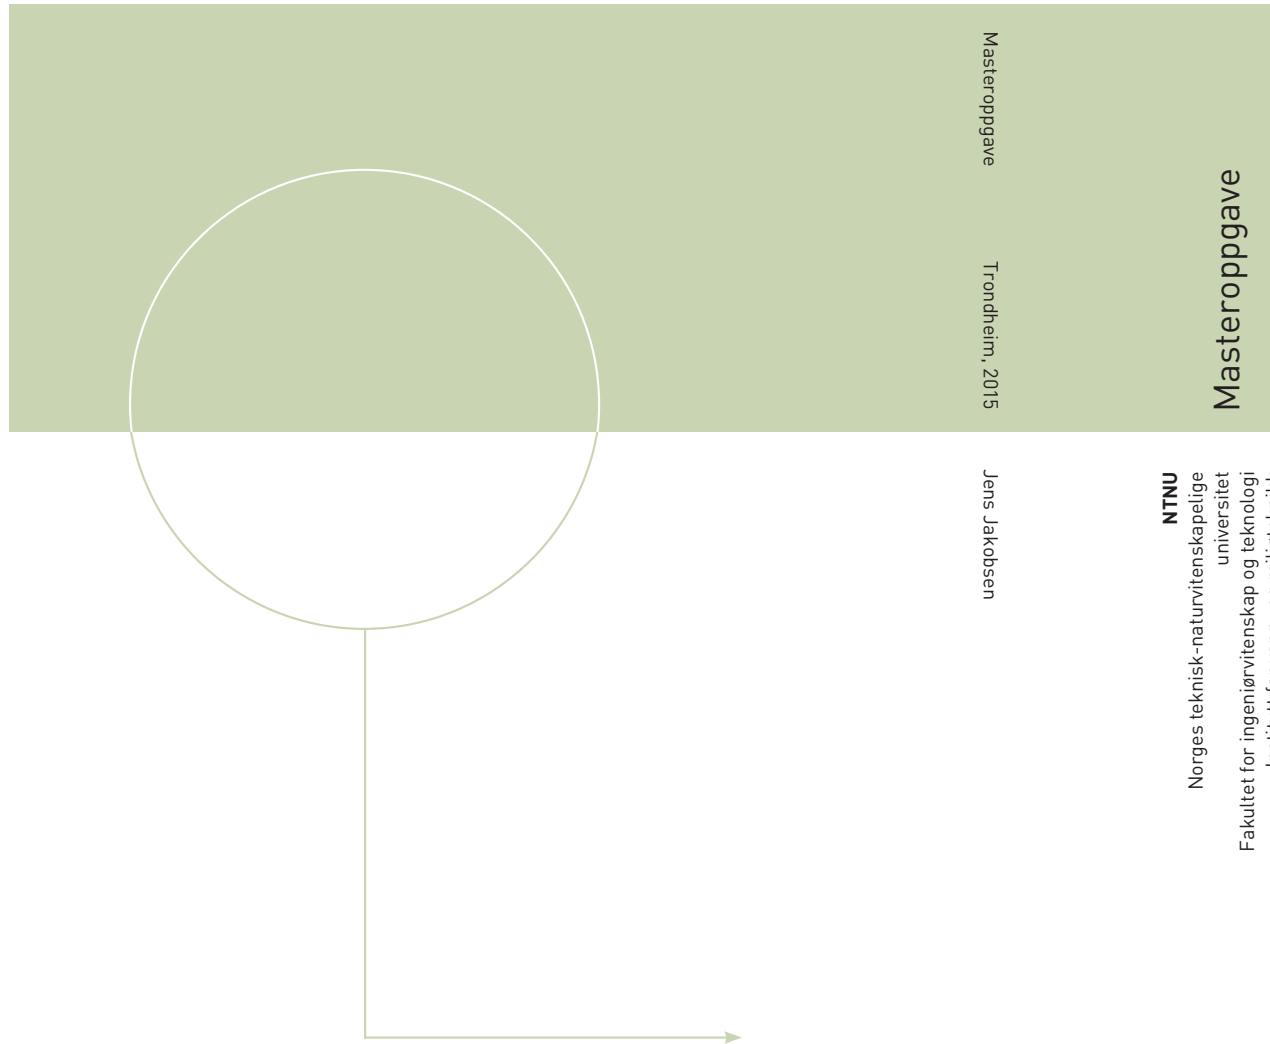 Masteroppgave
Trondheim, 2015
Jens Jakobsen
Masteroppgave
NTNU
Norges teknisk-naturvitenskapelige
universitet
Fakultet for ingeniørvitenskap og teknologi